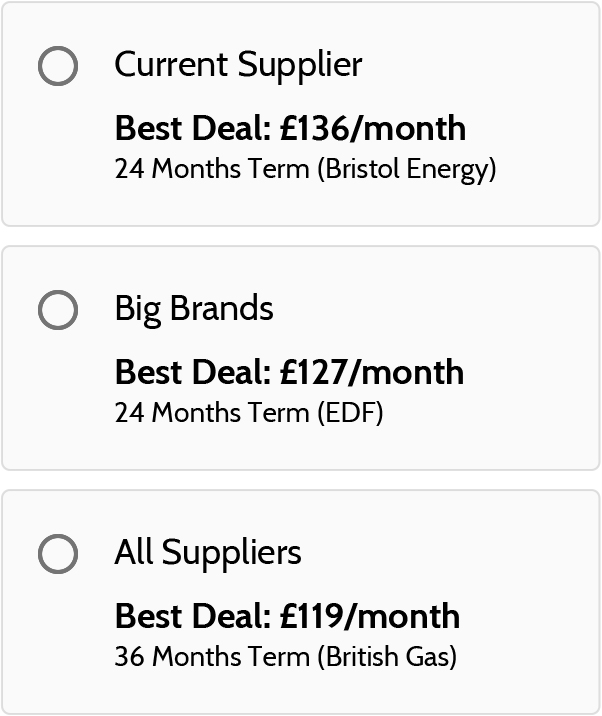 Current Supplier
Best Deal: £136/month
24 Months Term (Bristol Energy)
Big Brands
Best Deal: £127/month
24 Months Term (EDF)
All Suppliers
Best Deal: £119/month
36 Months Term (British Gas)